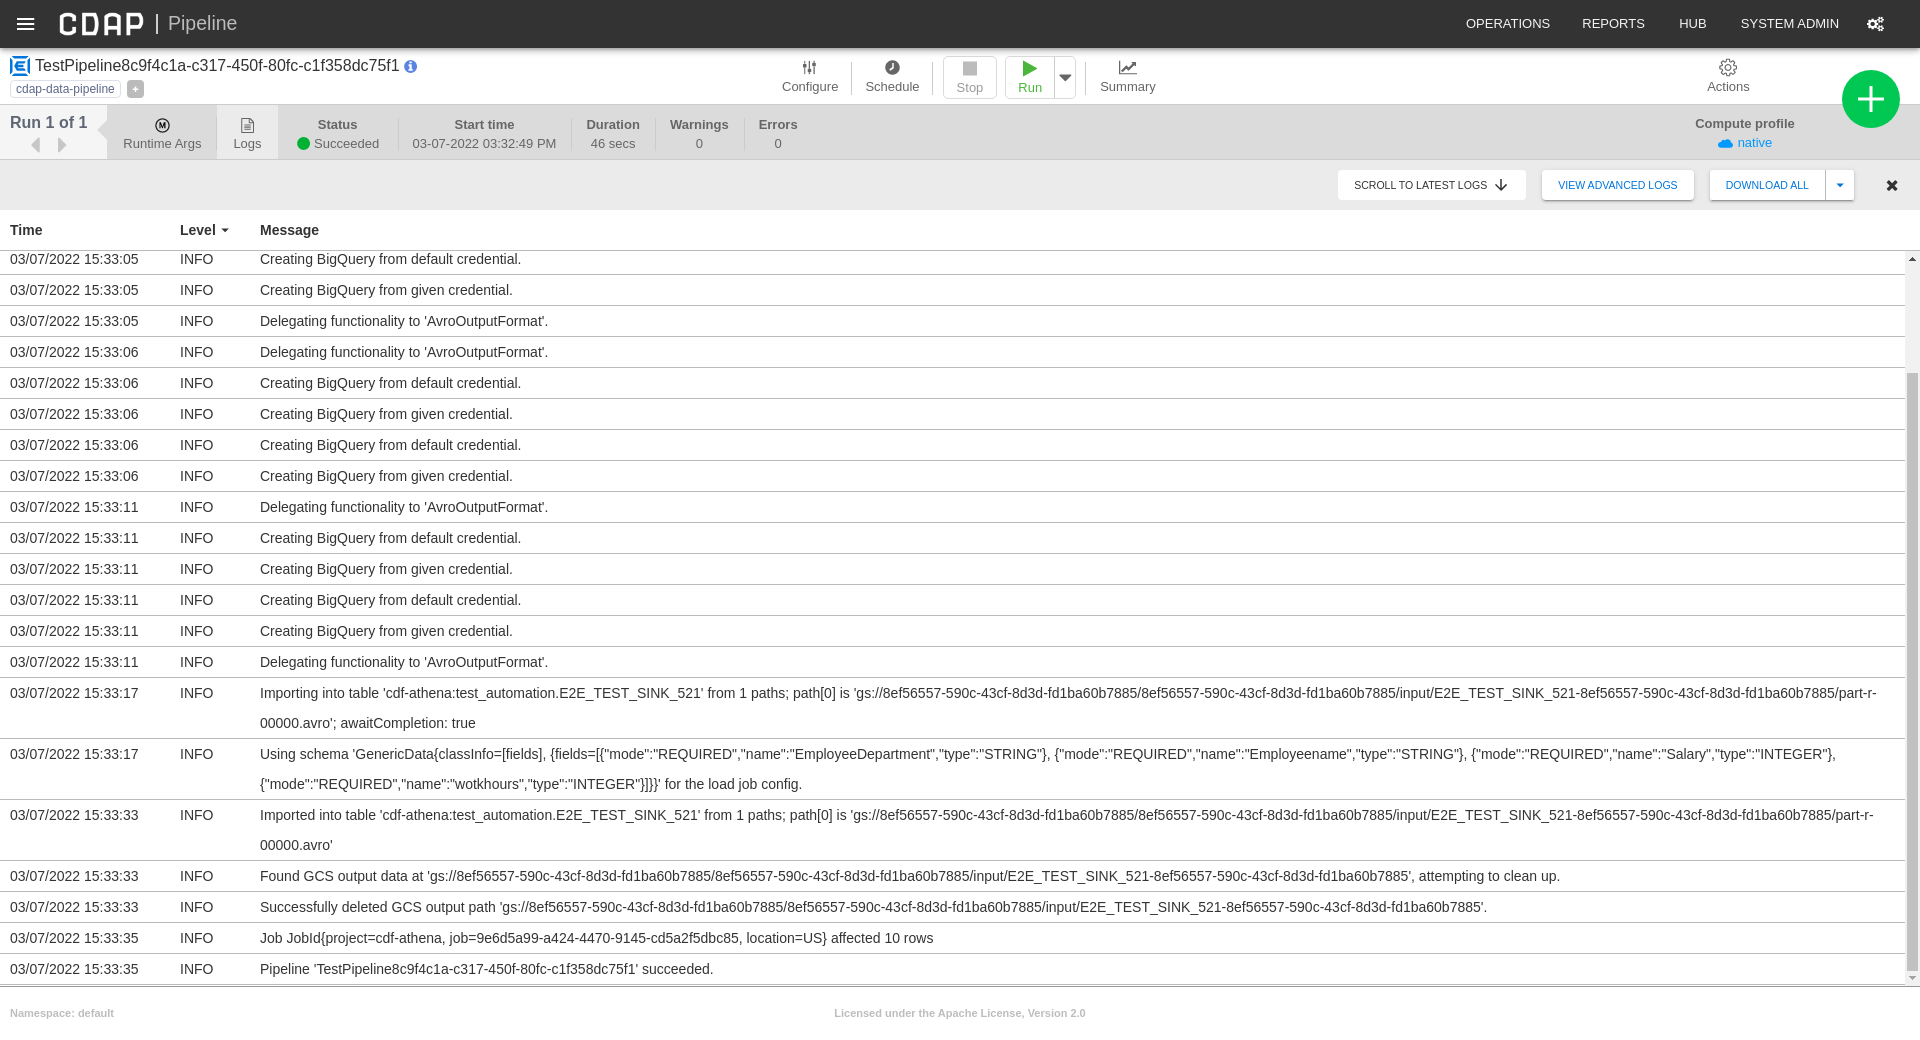 CDAP | Pipeline
OPERATIONS REPORTS HUB SYSTEM ADMIN
TestPipeline8c9f4c1a-c317-450f-80fc-c1f358dc75f1
cdap-data-pipeline +
Configure Schedule Stop Run Summary Actions
Run 1 of 1
Runtime Args
Logs
Status
Succeeded
Start time
03-07-2022 03:32:49 PM
Duration
46 secs
Warnings
0
Errors
0
Compute profile
native
SCROLL TO LATEST LOGS VIEW ADVANCED LOGS DOWNLOAD ALL
Time Level Message
03/07/2022 15:33:05 INFO Creating BigQuery from default credential.
03/07/2022 15:33:05 INFO Creating BigQuery from given credential.
03/07/2022 15:33:05 INFO Delegating functionality to 'AvroOutputFormat'.
03/07/2022 15:33:06 INFO Delegating functionality to 'AvroOutputFormat'.
03/07/2022 15:33:06 INFO Creating BigQuery from default credential.
03/07/2022 15:33:06 INFO Creating BigQuery from given credential.
03/07/2022 15:33:06 INFO Creating BigQuery from default credential.
03/07/2022 15:33:06 INFO Creating BigQuery from given credential.
03/07/2022 15:33:11 INFO Delegating functionality to 'AvroOutputFormat'.
03/07/2022 15:33:11 INFO Creating BigQuery from default credential.
03/07/2022 15:33:11 INFO Creating BigQuery from given credential.
03/07/2022 15:33:11 INFO Creating BigQuery from default credential.
03/07/2022 15:33:11 INFO Creating BigQuery from given credential.
03/07/2022 15:33:11 INFO Delegating functionality to 'AvroOutputFormat'.
03/07/2022 15:33:17 INFO Importing into table 'cdf-athena:test_automation.E2E_TEST_SINK_521' from 1 paths; path[0] is 'gs://8ef56557-590c-43cf-8d3d-fd1ba60b7885/8ef56557-590c-43cf-8d3d-fd1ba60b7885/input/E2E_TEST_SINK_521-8ef56557-590c-43cf-8d3d-fd1ba60b7885/part-r-
00000.avro'; awaitCompletion: true
03/07/2022 15:33:17 INFO Using schema 'GenericData{classInfo=[fields], {fields=[{"mode":"REQUIRED","name":"EmployeeDepartment","type":"STRING"}, {"mode":"REQUIRED","name":"Employeename","type":"STRING"}, {"mode":"REQUIRED","name":"Salary","type":"INTEGER"},
{"mode":"REQUIRED","name":"wotkhours","type":"INTEGER"}]}}' for the load job config.
03/07/2022 15:33:33 INFO Imported into table 'cdf-athena:test_automation.E2E_TEST_SINK_521' from 1 paths; path[0] is 'gs://8ef56557-590c-43cf-8d3d-fd1ba60b7885/8ef56557-590c-43cf-8d3d-fd1ba60b7885/input/E2E_TEST_SINK_521-8ef56557-590c-43cf-8d3d-fd1ba60b7885/part-r-
00000.avro'
03/07/2022 15:33:33 INFO Found GCS output data at 'gs://8ef56557-590c-43cf-8d3d-fd1ba60b7885/8ef56557-590c-43cf-8d3d-fd1ba60b7885/input/E2E_TEST_SINK_521-8ef56557-590c-43cf-8d3d-fd1ba60b7885', attempting to clean up.
03/07/2022 15:33:33 INFO Successfully deleted GCS output path 'gs://8ef56557-590c-43cf-8d3d-fd1ba60b7885/8ef56557-590c-43cf-8d3d-fd1ba60b7885/input/E2E_TEST_SINK_521-8ef56557-590c-43cf-8d3d-fd1ba60b7885'.
03/07/2022 15:33:35 INFO Job JobId{project=cdf-athena, job=9e6d5a99-a424-4470-9145-cd5a2f5dbc85, location=US} affected 10 rows
03/07/2022 15:33:35 INFO Pipeline 'TestPipeline8c9f4c1a-c317-450f-80fc-c1f358dc75f1' succeeded.
Namespace: default Licensed under the Apache License, Version 2.0